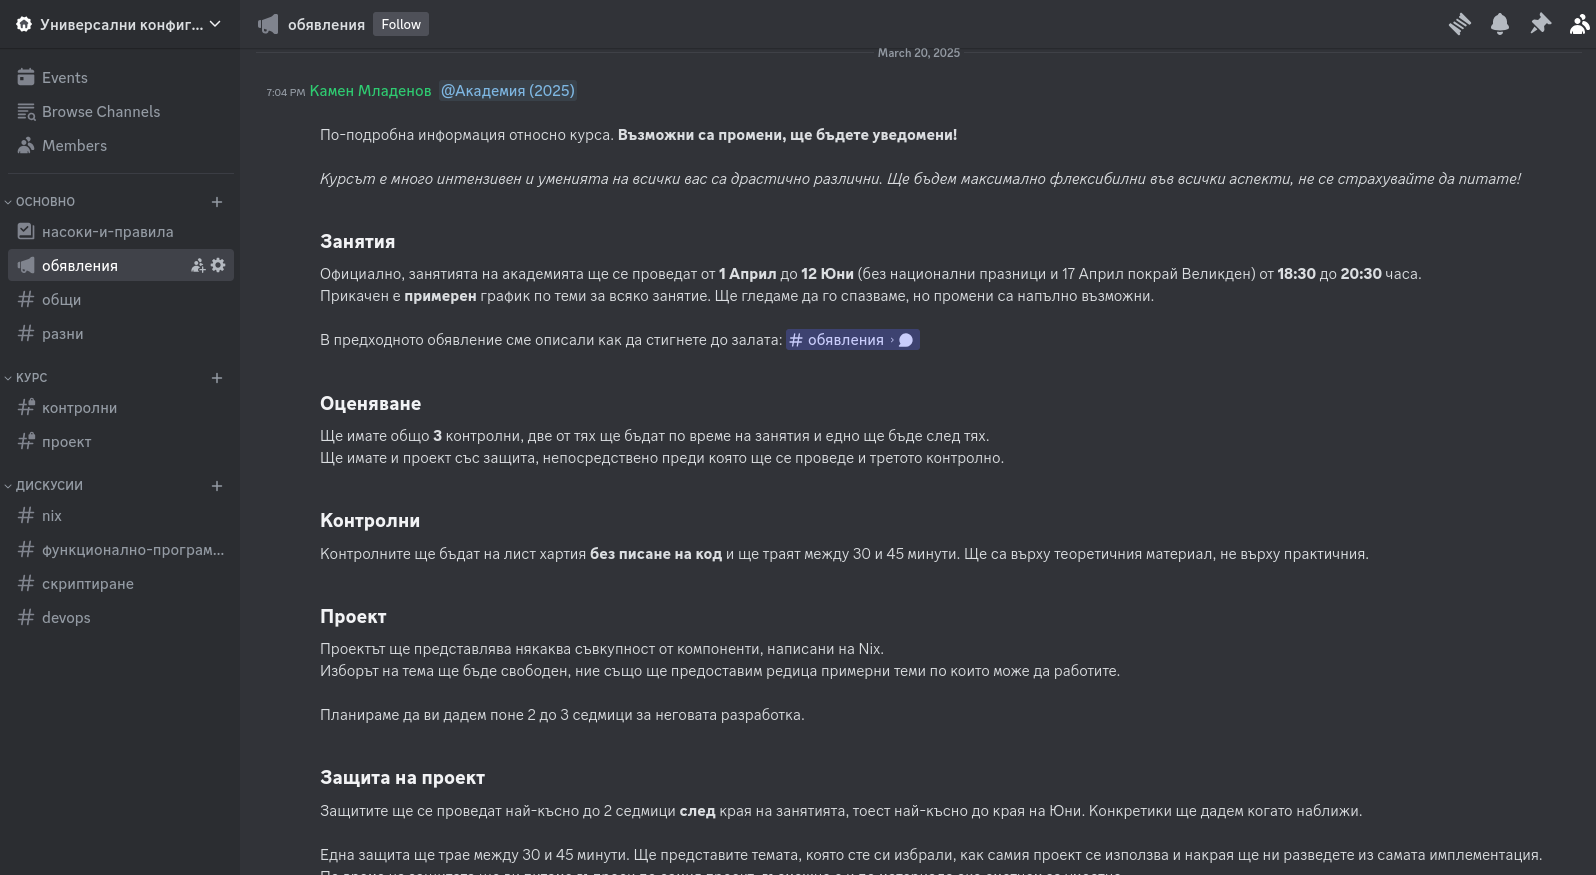 Универсални конфиг...
Events
Browse Channels
Members
ОСНОВНО
насоки-и-правила
обявления
общи
разни
КУРС
контролни
проект
ДИСКУСИИ
nix
функционално-програм...
скриптиране
devops
обявления Follow
March 20, 2025
7:04 PM Камен Младенов @Академия (2025)
По-подробна информация относно курса. Възможни са промени, ще бъдете уведомени!
Курсът е много интензивен и уменията на всички вас са драстично различни. Ще бъдем максимално флексибилни във всички аспекти, не се страхувайте да питате!
Занятия
Официално, занятията на академията ще се проведат от 1 Април до 12 Юни (без национални празници и 17 Април покрай Великден) от 18:30 до 20:30 часа.
Прикачен е примерен график по теми за всяко занятие. Ще гледаме да го спазваме, но промени са напълно възможни.
В предходното обявление сме описали как да стигнете до залата: # обявления ›
Оценяване
Ще имате общо 3 контролни, две от тях ще бъдат по време на занятия и едно ще бъде след тях.
Ще имате и проект със защита, непосредствено преди която ще се проведе и третото контролно.
Контролни
Контролните ще бъдат на лист хартия без писане на код и ще траят между 30 и 45 минути. Ще са върху теоретичния материал, не върху практичния.
Проект
Проектът ще представлява някаква съвкупност от компоненти, написани на Nix.
Изборът на тема ще бъде свободен, ние също ще предоставим редица примерни теми по които може да работите.
Планираме да ви дадем поне 2 до 3 седмици за неговата разработка.
Защита на проект
Защитите ще се проведат най-късно до 2 седмици след края на занятията, тоест най-късно до края на Юни. Конкретики ще дадем когато наближи.
Една защита ще трае между 30 и 45 минути. Ще представите темата, която сте си избрали, как самия проект се използва и накрая ще ни разведете из самата имплементация.